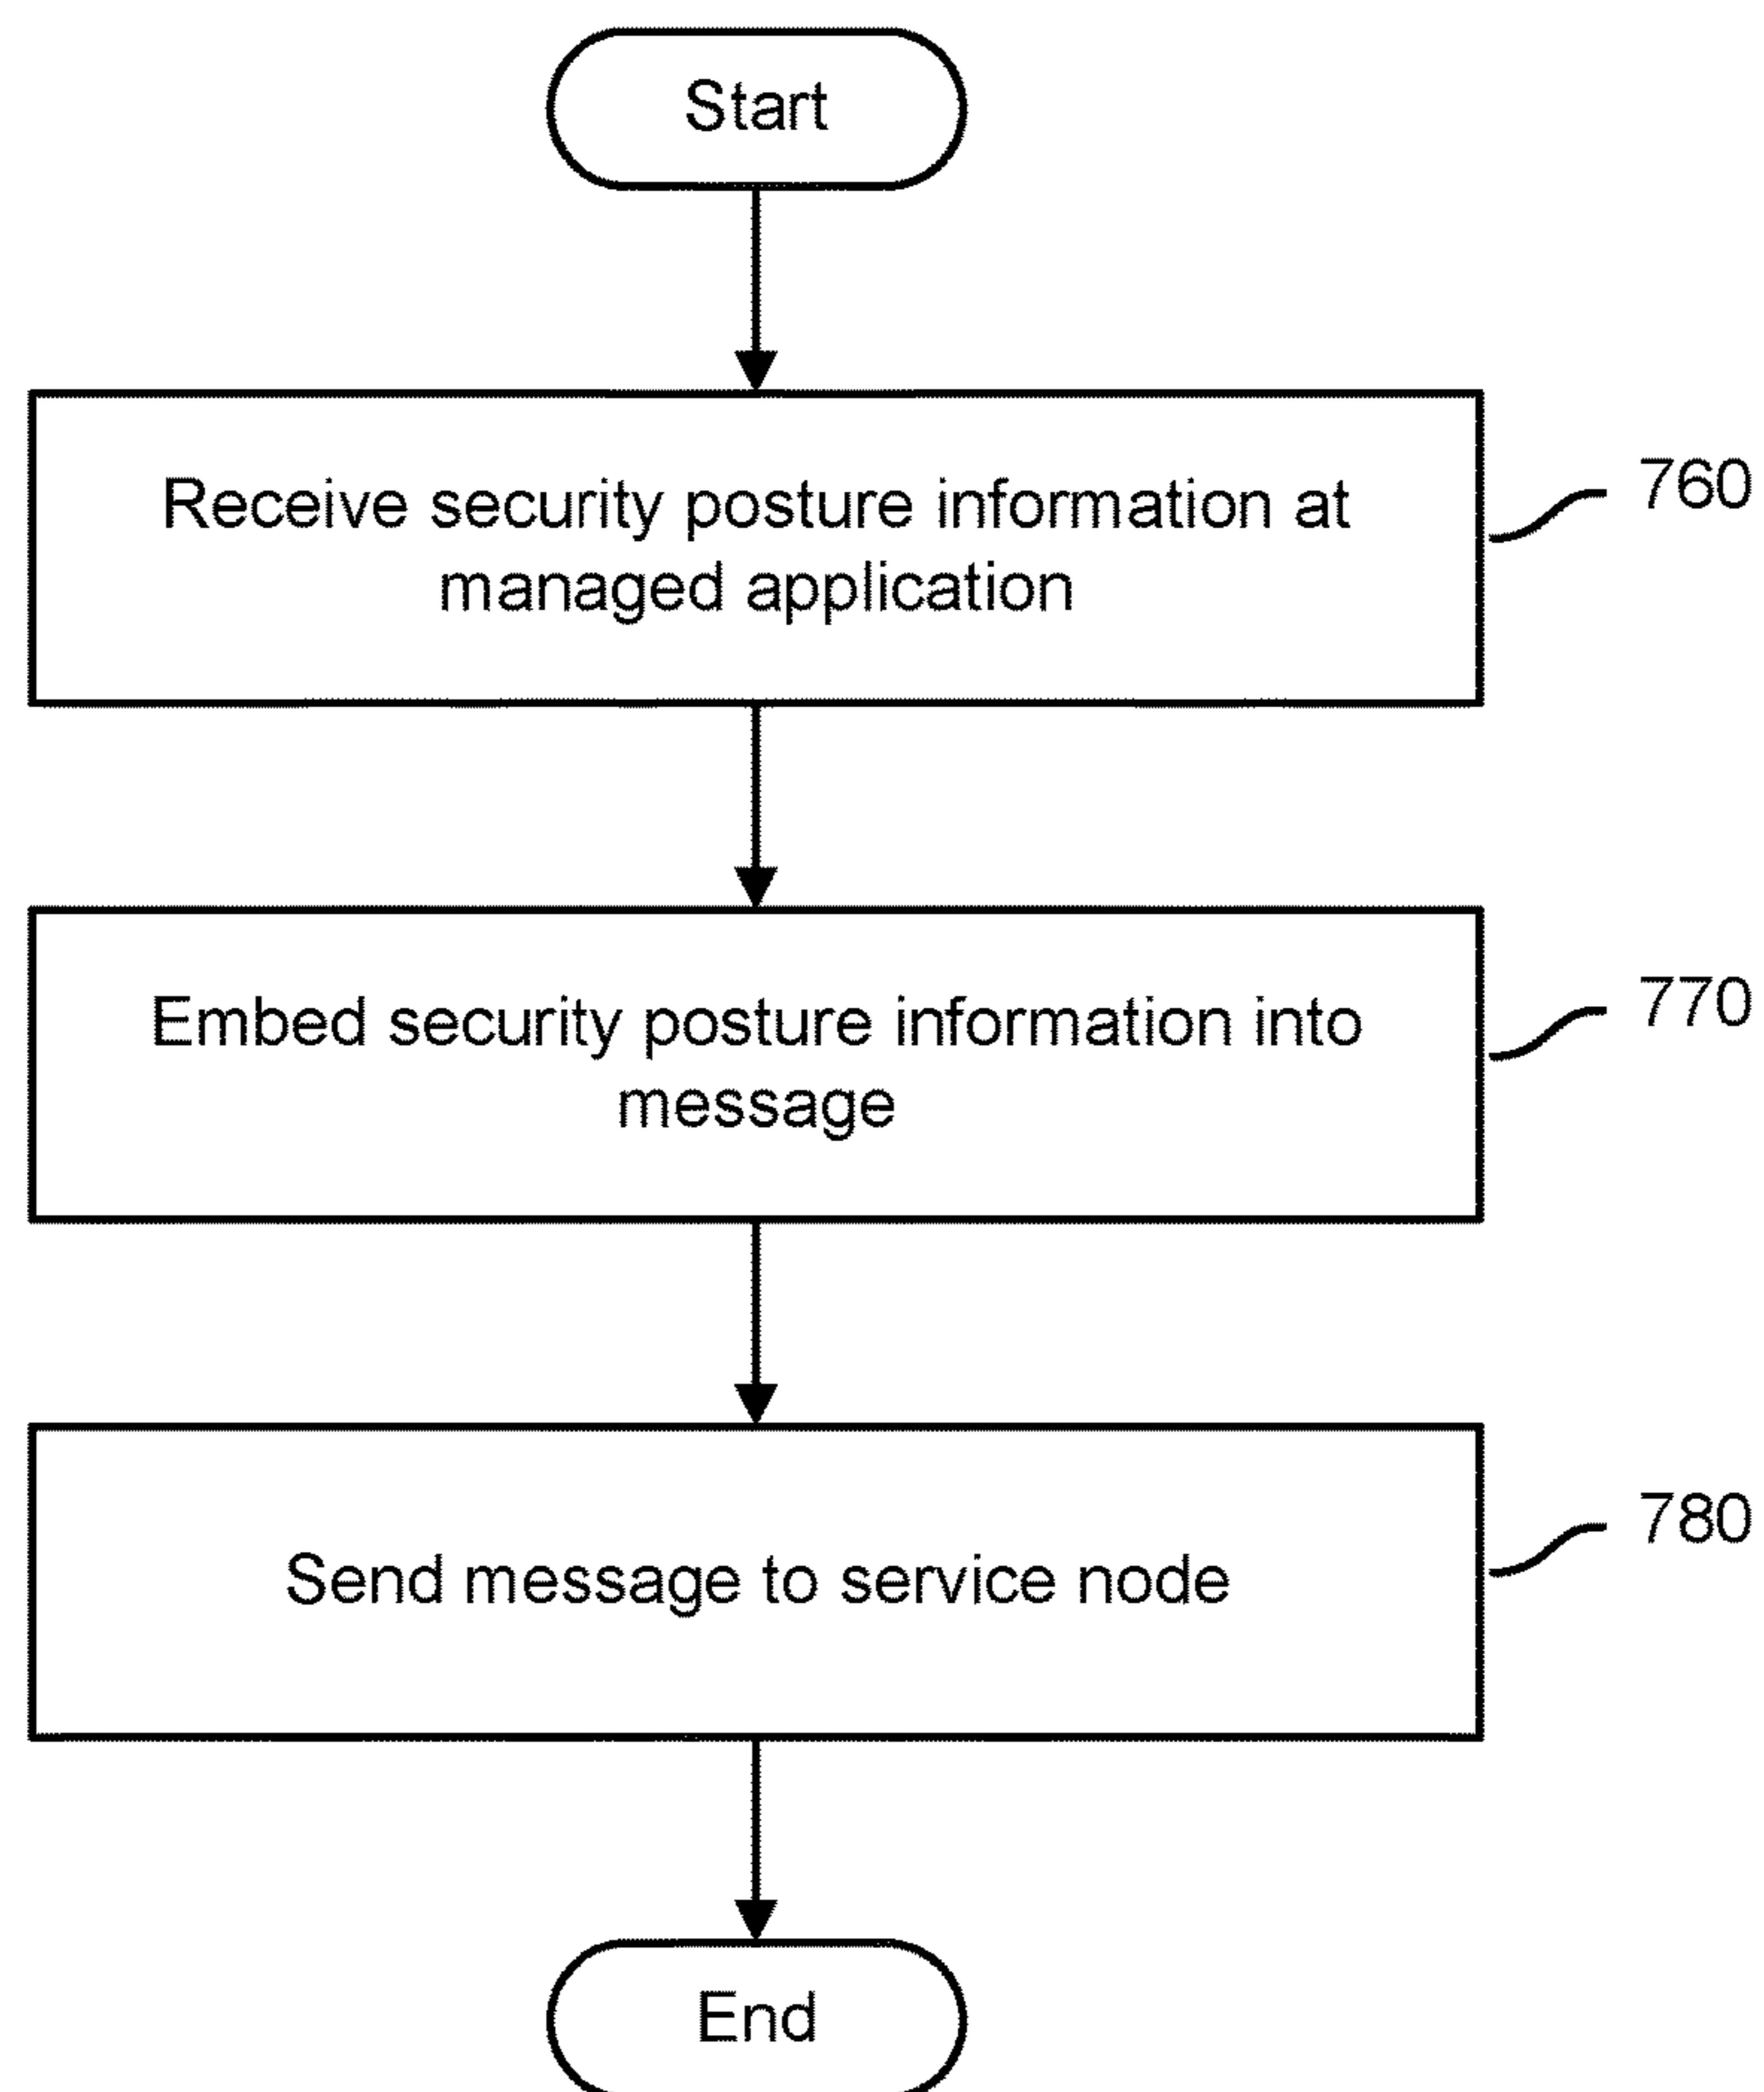 Start
Receive security posture information at
managed application
760
Embed security posture information into
message
770
Send message to service node
780
End